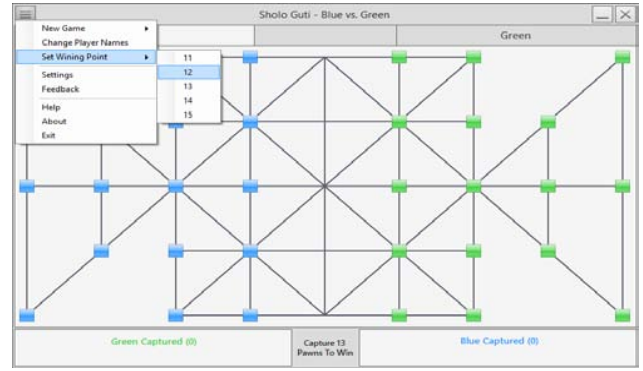 Sholo Guti - Blue vs. Green
New Game
Change Player Names
Set Wining Point
Settings
Feedback
Help
About
Exit
11
12
13
14
15
Green
Green Captured (0)
Capture 13
Pawns To Win
Blue Captured (0)